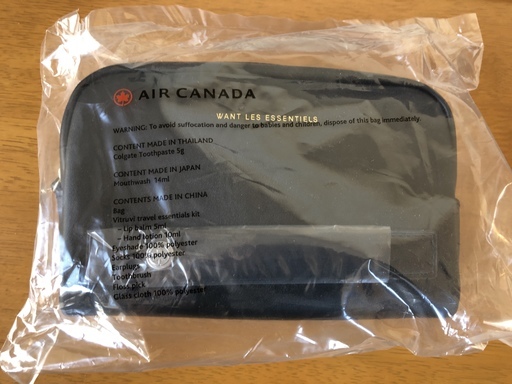 AIR CANADA
WANT LES ESSENTIELS
WARNING: To avoid suffocation and danger to babies and children, dispose of this bag immediately.
CONTENT MADE IN THAILAND
Colgate Toothpaste 5g
CONTENT MADE IN JAPAN
Mouthwash 14ml
CONTENTS MADE IN CHINA
Bag
Vitruvi travel essentials kit
– Lip balm 5ml
– Hand lotion 10ml
Eyeshade 100% polyester
Socks 100% polyester
Earplugs
Toothbrush
Floss pick
Glass cloth 100% polyester